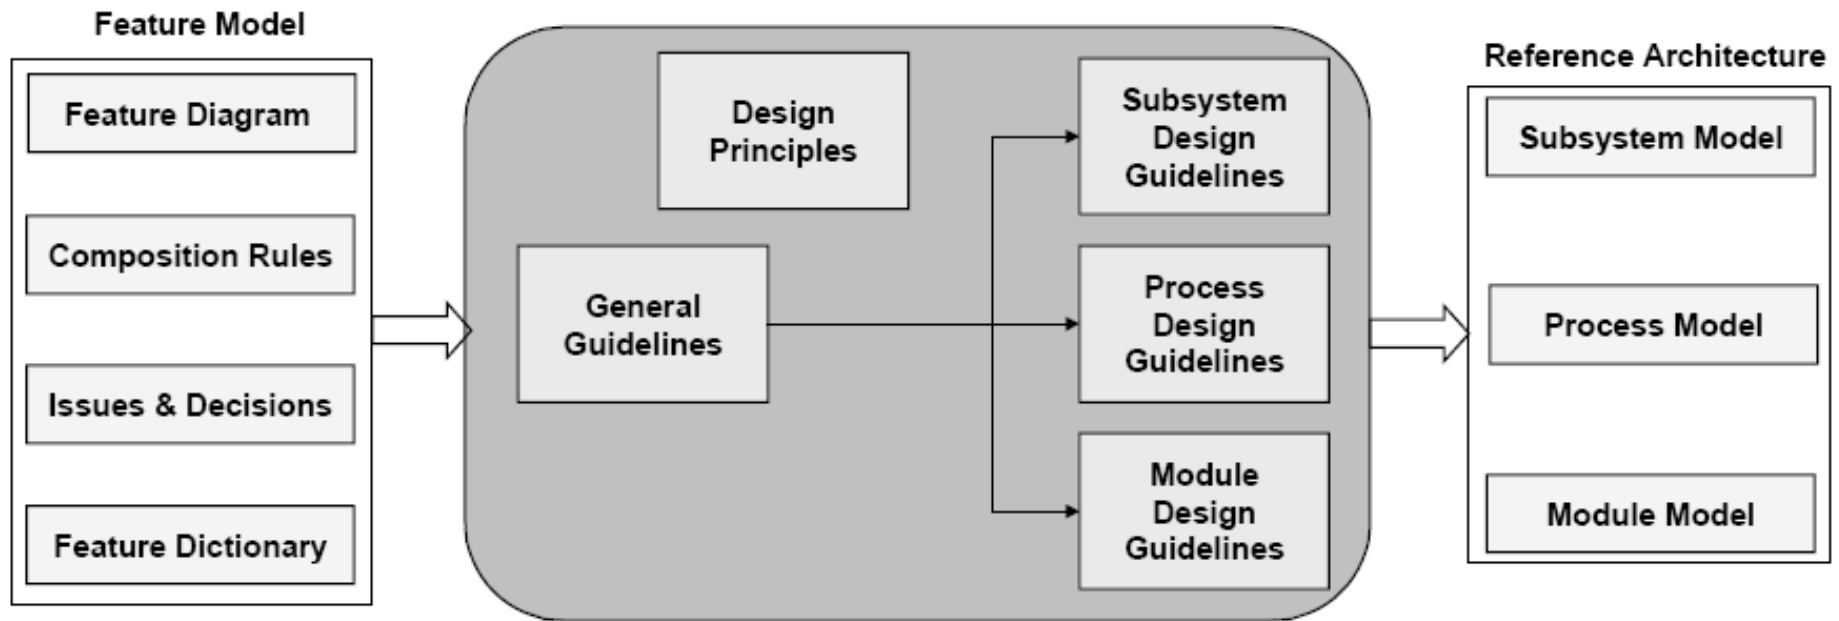 Feature Model
Feature Diagram
Composition Rules
Issues & Decisions
Feature Dictionary
Design
Principles
General
Guidelines
Subsystem
Design
Guidelines
Process
Design
Guidelines
Module
Design
Guidelines
Reference Architecture
Subsystem Model
Process Model
Module Model